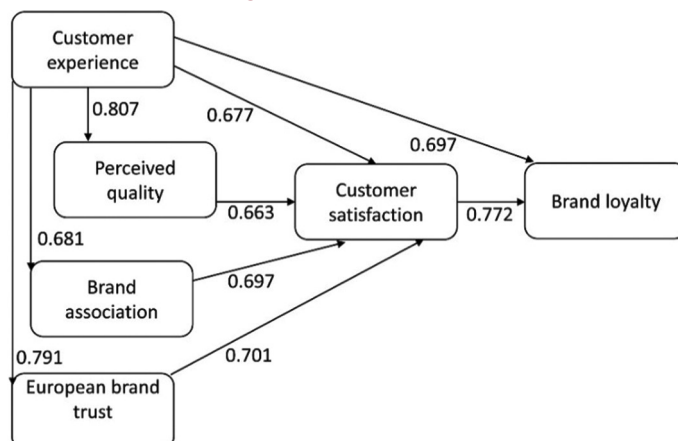 Customer
experience
0.807
0.677
0.697
Perceived
quality
0.663
Customer
satisfaction
0.772
Brand loyalty
0.681
Brand
association
0.697
0.791
0.701
European brand
trust